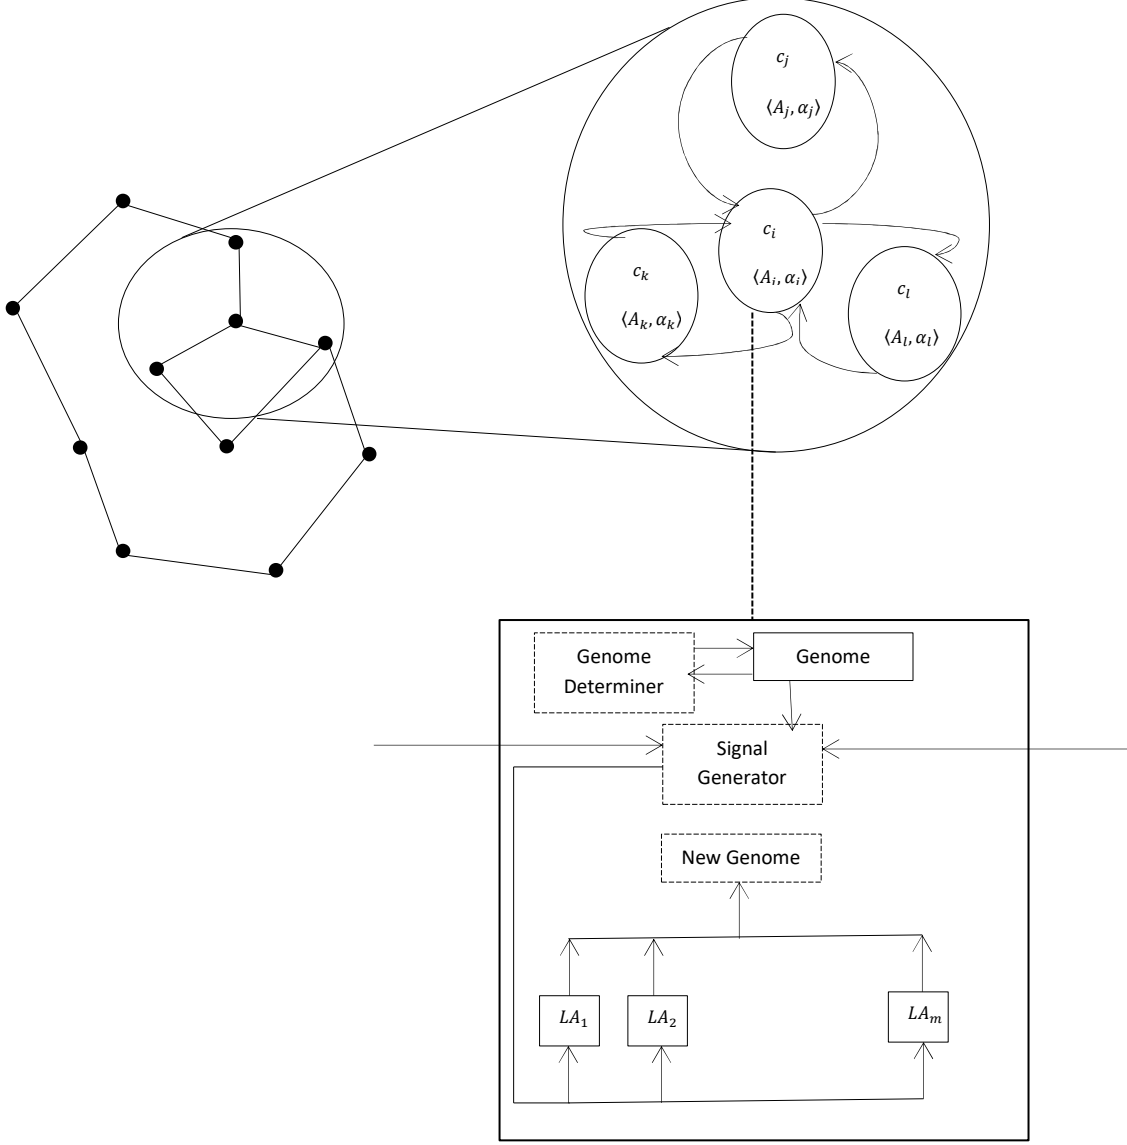 c_j
⟨A_j, α_j⟩
c_i
⟨A_i, α_i⟩
c_k
⟨A_k, α_k⟩
c_l
⟨A_l, α_l⟩
Genome
Determiner
Genome
Signal
Generator
New Genome
LA_1
LA_2
LA_m